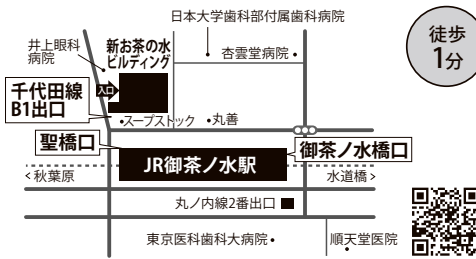 日本大学歯科部付属歯科病院
徒歩
1分
井上眼科
病院
新お茶の水
ビルディング
杏雲堂病院・
千代田線
B1出口
入口
・スープストック
・丸善
聖橋口
JR御茶ノ水駅
御茶ノ水橋口
<秋葉原
水道橋>
丸ノ内線2番出口
東京医科歯科大病院・
順天堂医院